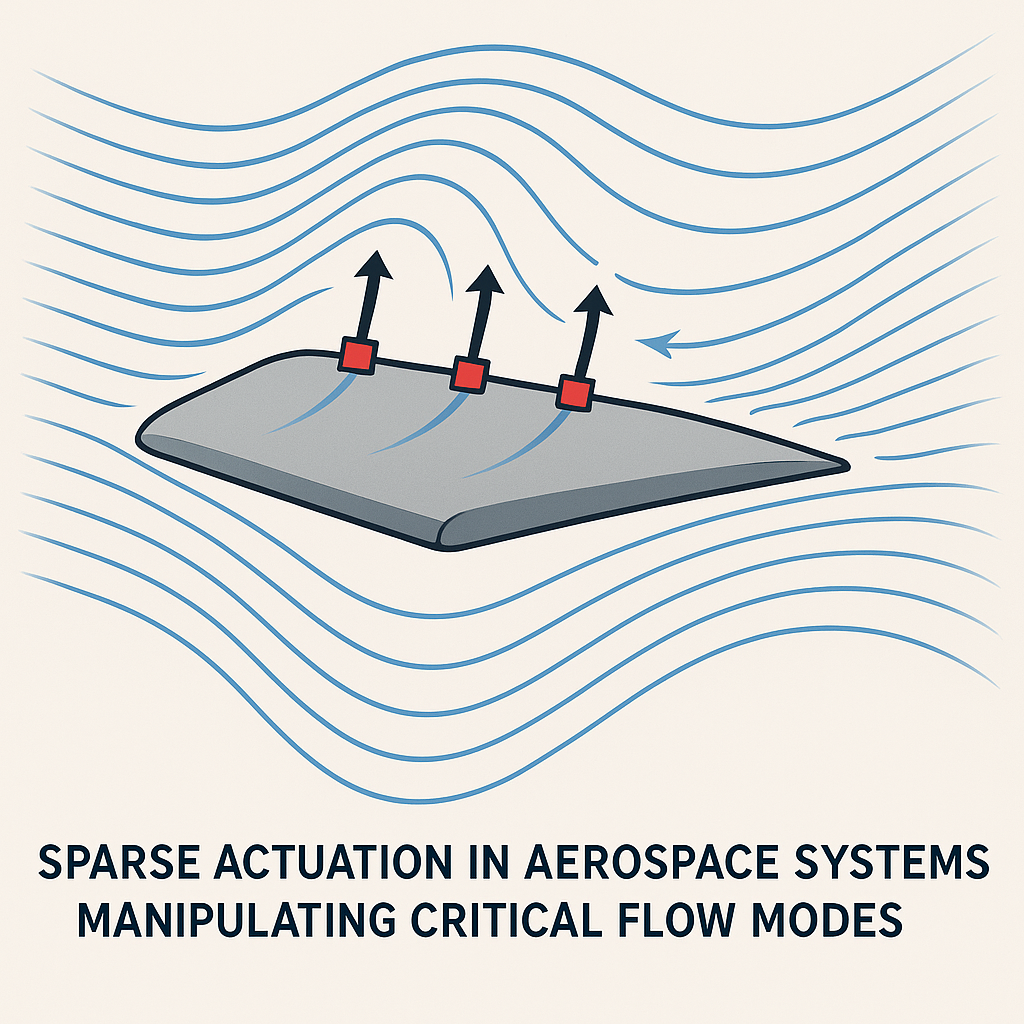 SPARSE ACTUATION IN AEROSPACE SYSTEMS
MANIPULATING CRITICAL FLOW MODES